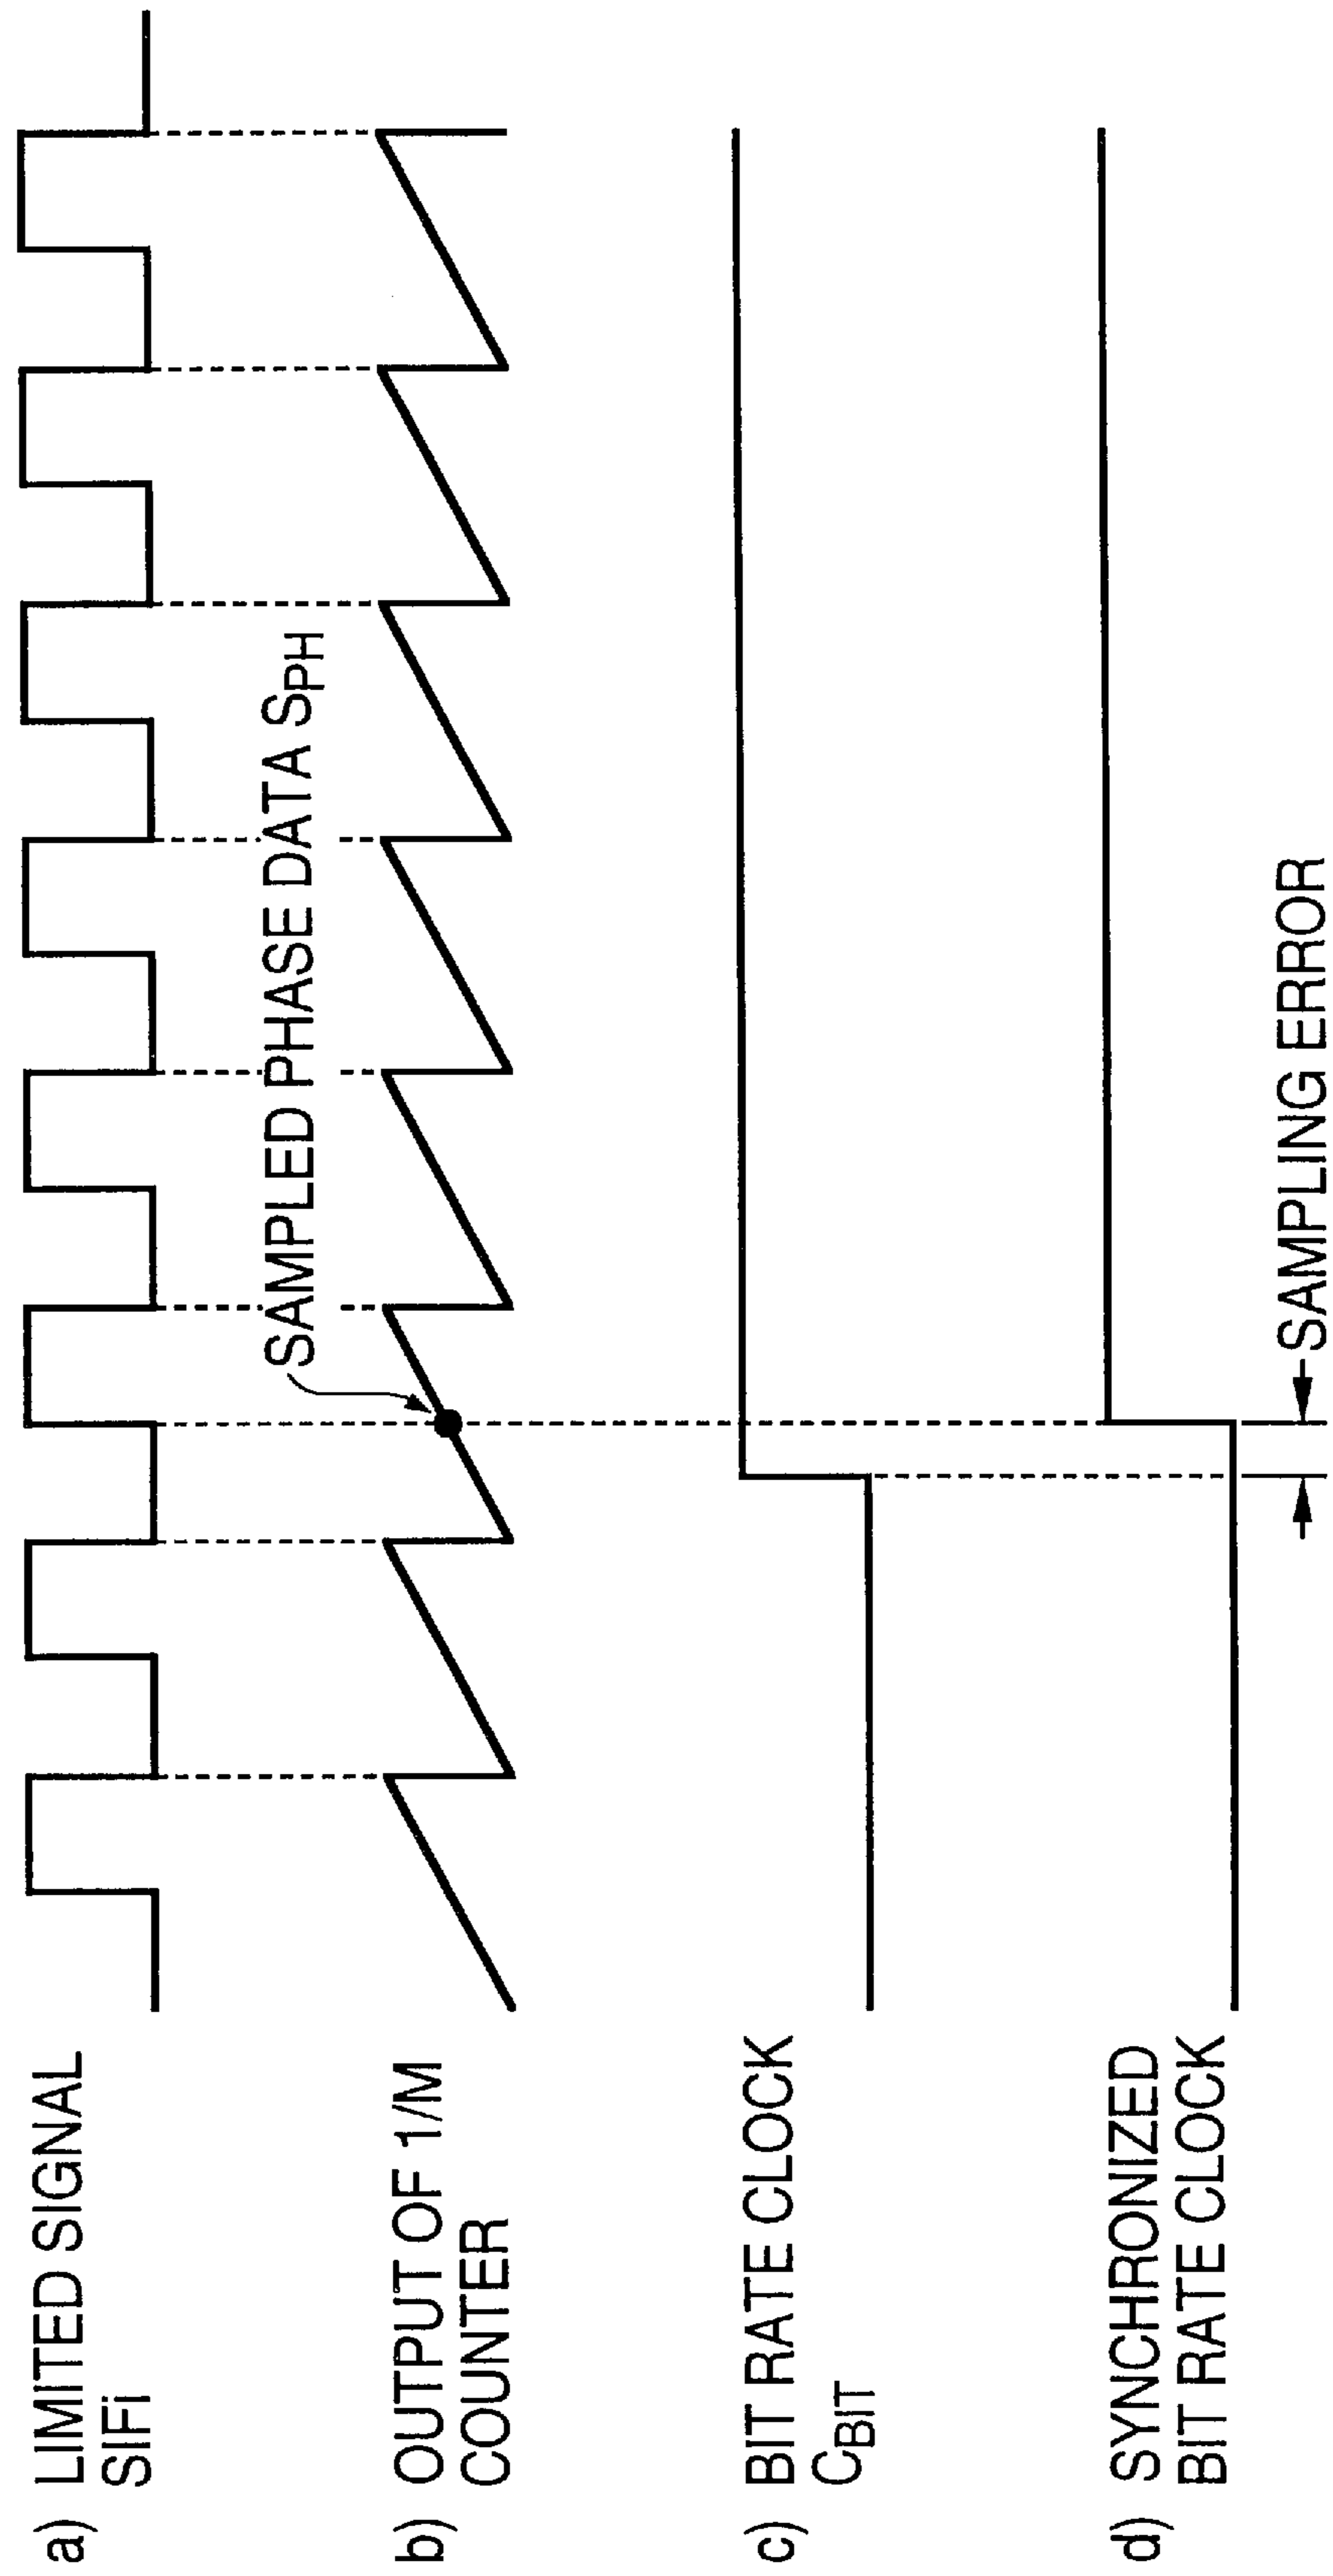 a) LIMITED SIGNAL
SIFi
SAMPLED PHASE DATA SPH
b) OUTPUT OF 1/M
COUNTER
c) BIT RATE CLOCK
CBIT
d) SYNCHRONIZED
BIT RATE CLOCK
SAMPLING ERROR